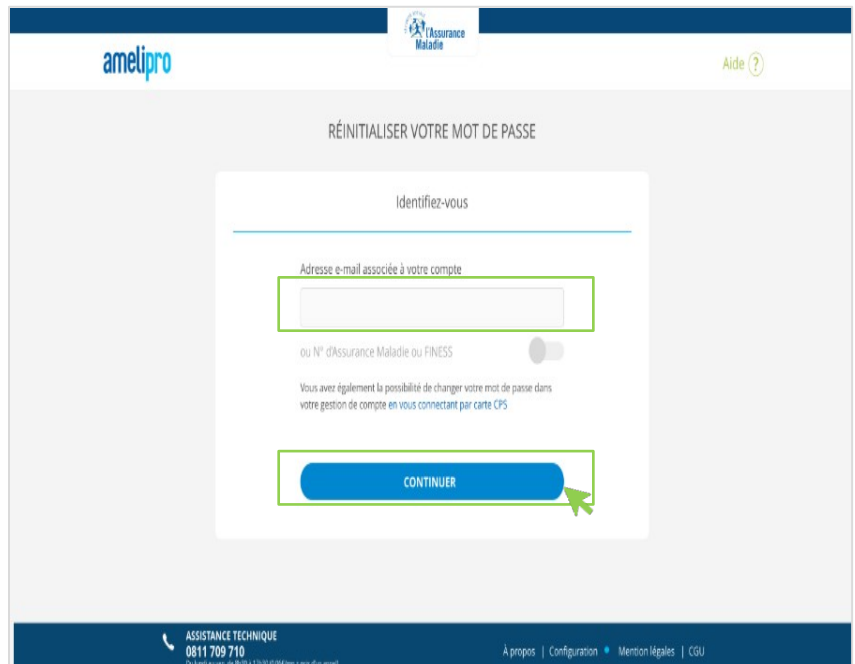 l'Assurance
Maladie
amelipro
Aide ?
RÉINITIALISER VOTRE MOT DE PASSE
Identifiez-vous
Adresse e-mail associée à votre compte
ou N° d'Assurance Maladie ou FINESS
Vous avez également la possibilité de changer votre mot de passe dans
votre gestion de compte en vous connectant par carte CPS
CONTINUER
ASSISTANCE TECHNIQUE
0811 709 710
À propos | Configuration • Mention légales | CGU